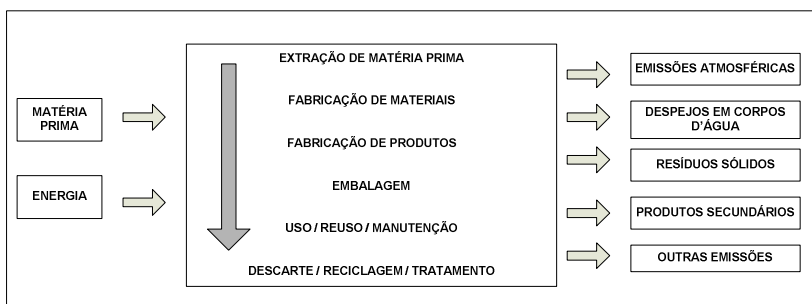 MATÉRIA
PRIMA
ENERGIA
EXTRAÇÃO DE MATÉRIA PRIMA
FABRICAÇÃO DE MATERIAIS
FABRICAÇÃO DE PRODUTOS
EMBALAGEM
USO / REUSO / MANUTENÇÃO
DESCARTE / RECICLAGEM / TRATAMENTO
EMISSÕES ATMOSFÉRICAS
DESPEJOS EM CORPOS
D'ÁGUA
RESÍDUOS SÓLIDOS
PRODUTOS SECUNDÁRIOS
OUTRAS EMISSÕES